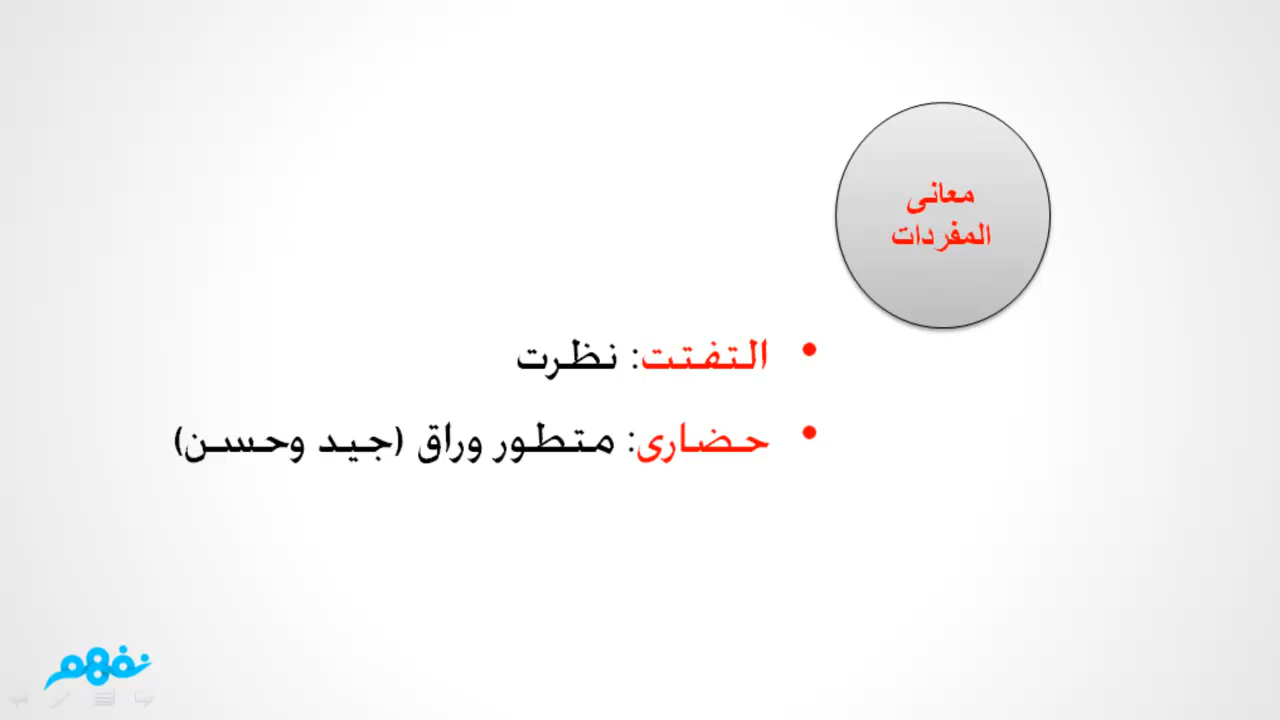 معانى
المفردات
• التفتت: نظرت
• حضارى: متطور وراق (جيد وحسن)
نفهم